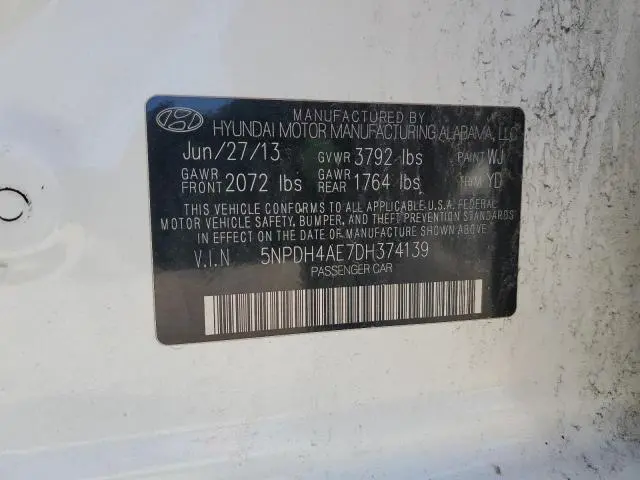 MANUFACTURED BY
HYUNDAI MOTOR MANUFACTURING ALABAMA, LLC
Jun/27/13 GVWR 3792 lbs PAINT WJ
GAWR FRONT 2072 lbs GAWR REAR 1764 lbs TRIM YD
THIS VEHICLE CONFORMS TO ALL APPLICABLE U.S.A. FEDERAL
MOTOR VEHICLE SAFETY, BUMPER, AND THEFT PREVENTION STANDARDS
IN EFFECT ON THE DATE OF MANUFACTURE SHOWN ABOVE.
V.I.N 5NPDH4AE7DH374139
PASSENGER CAR